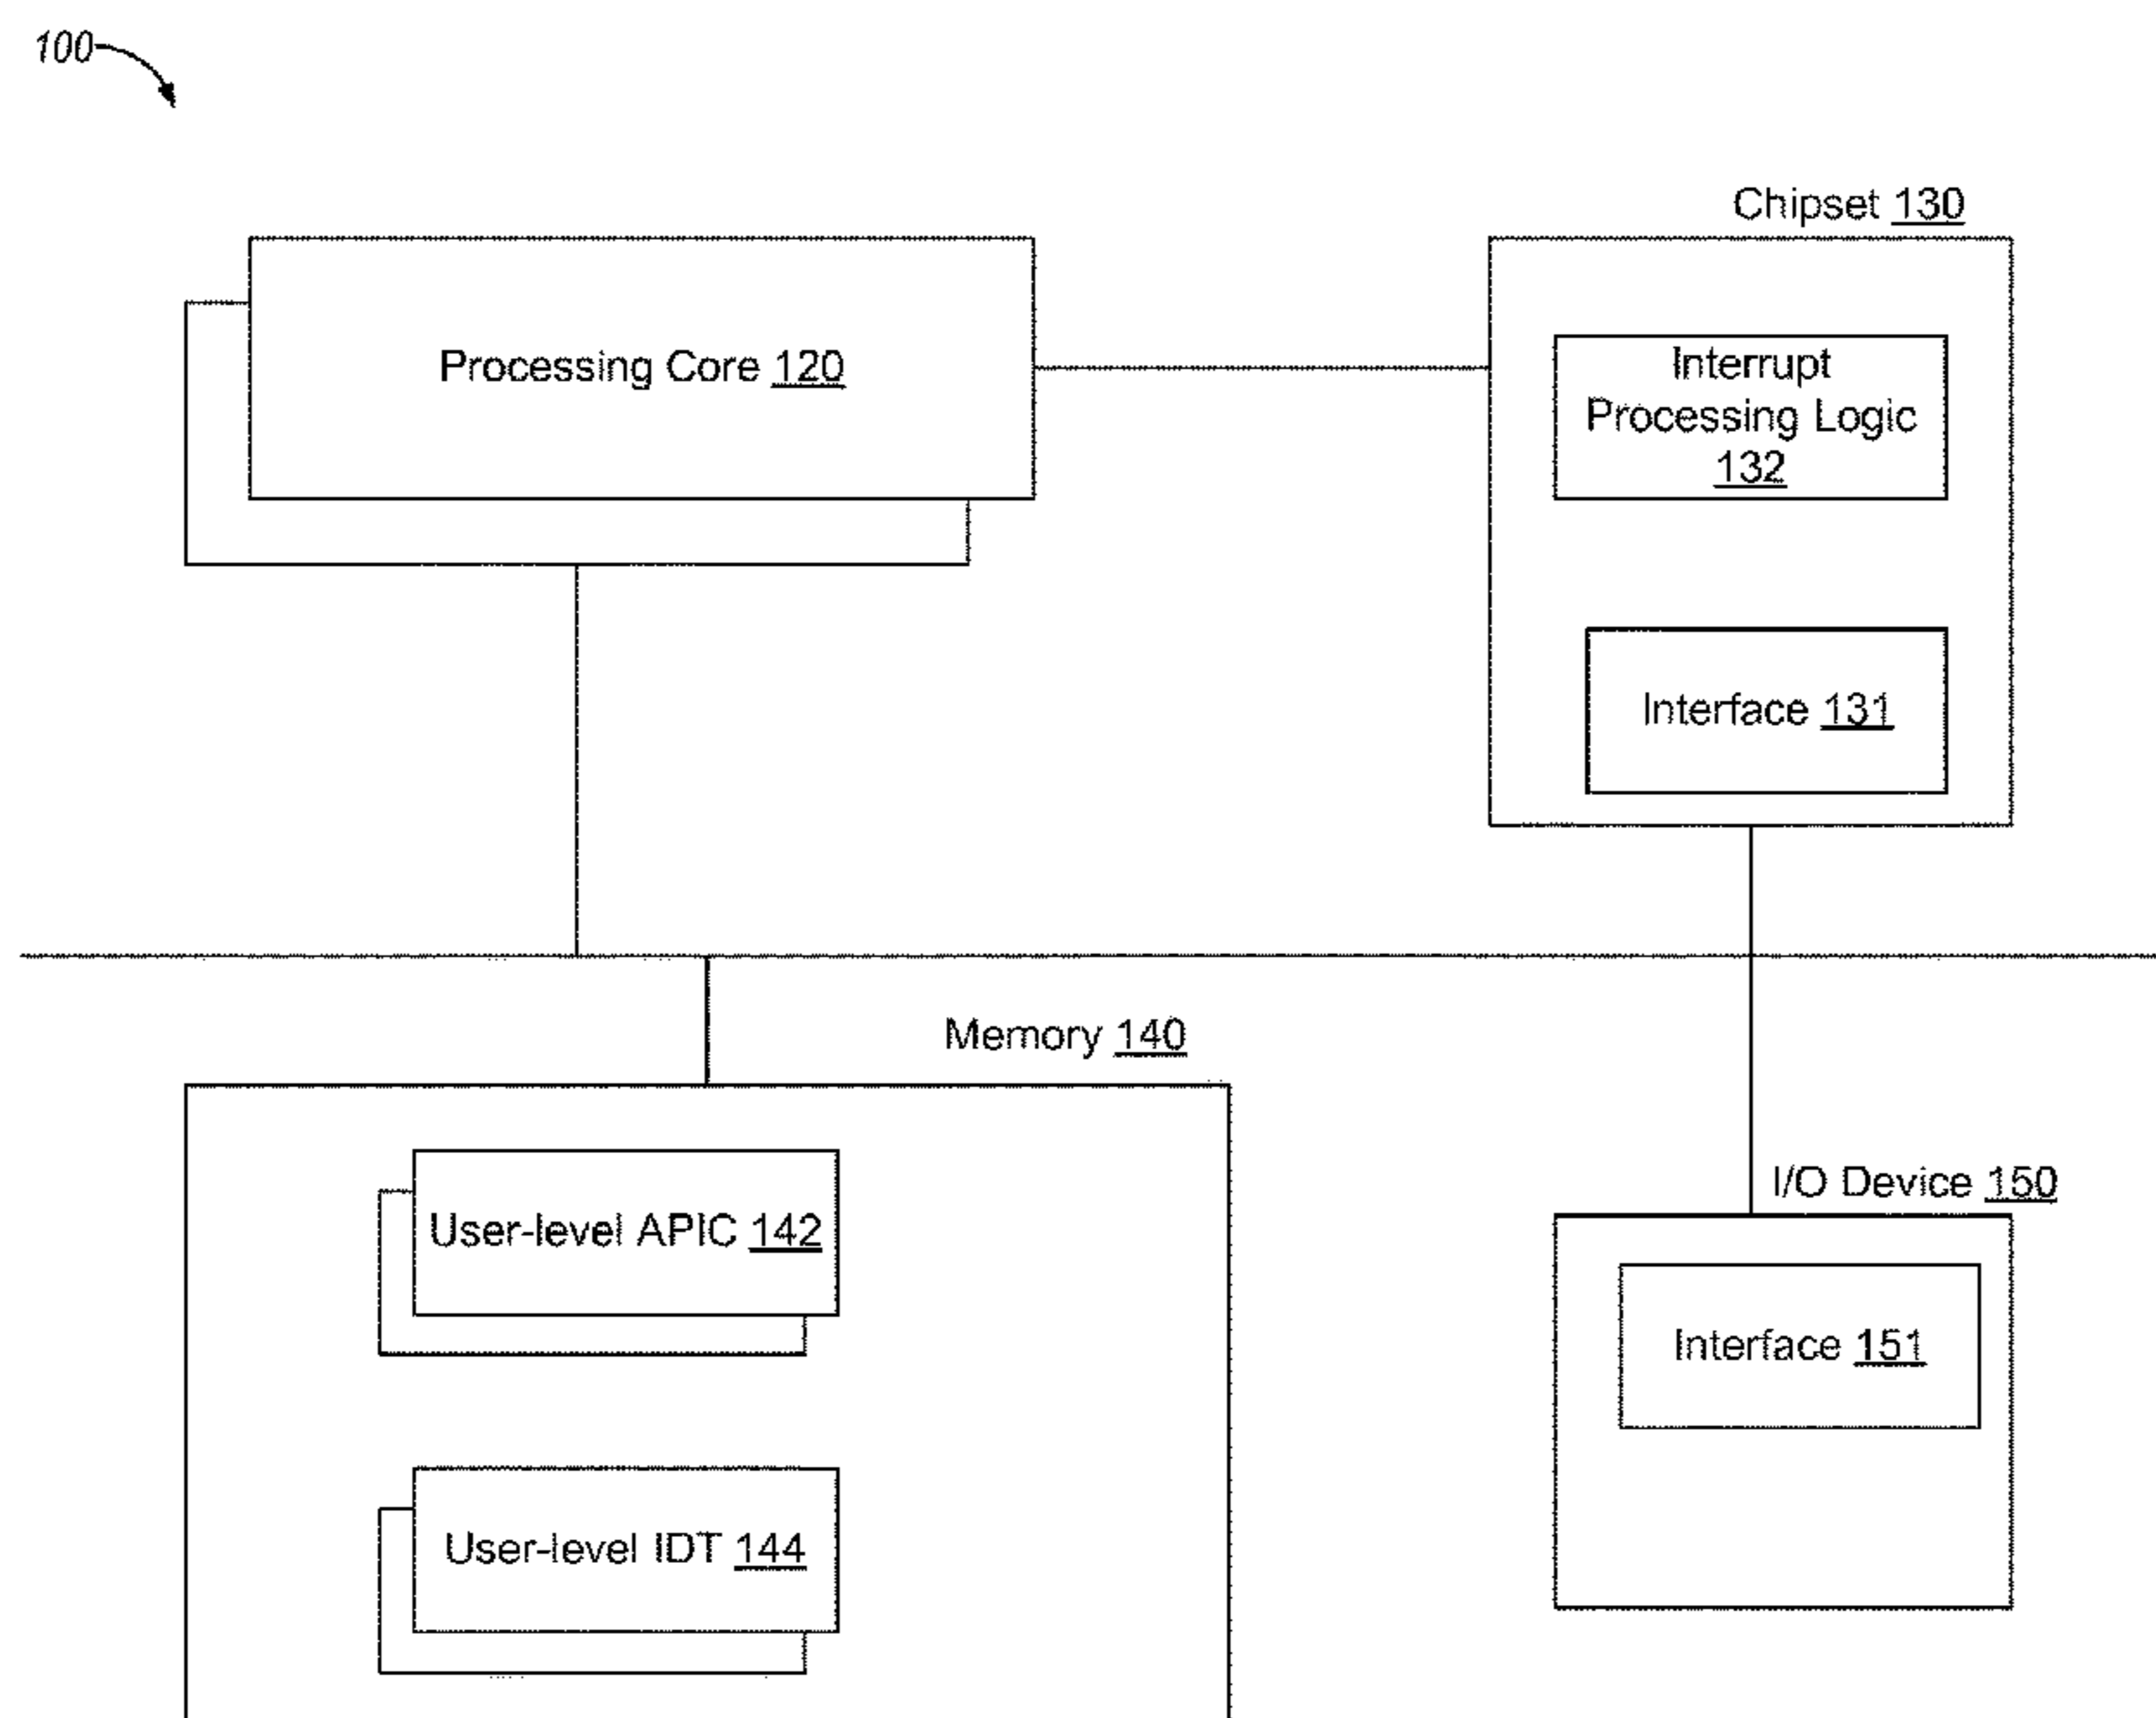 100
Chipset 130
Processing Core 120
Interrupt
Processing Logic
132
Interface 131
Memory 140
I/O Device 150
User-level APIC 142
Interface 151
User-level IDT 144